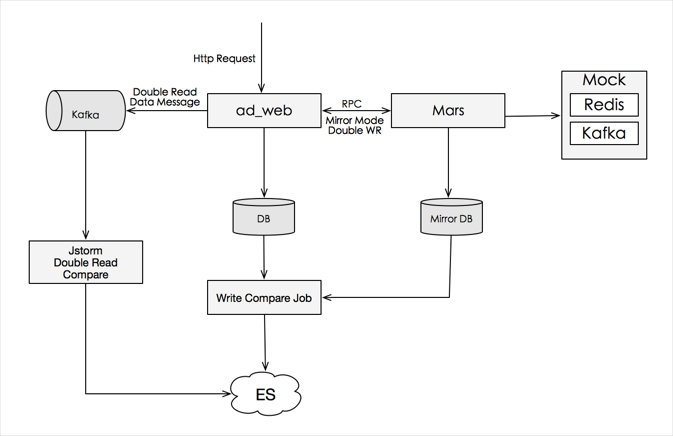 Http Request
Double Read
Data Message
Kafka
ad_web
RPC
Mirror Mode
Double WR
Mars
Mock
Redis
Kafka
DB
Mirror DB
Jstorm
Double Read
Compare
Write Compare Job
ES